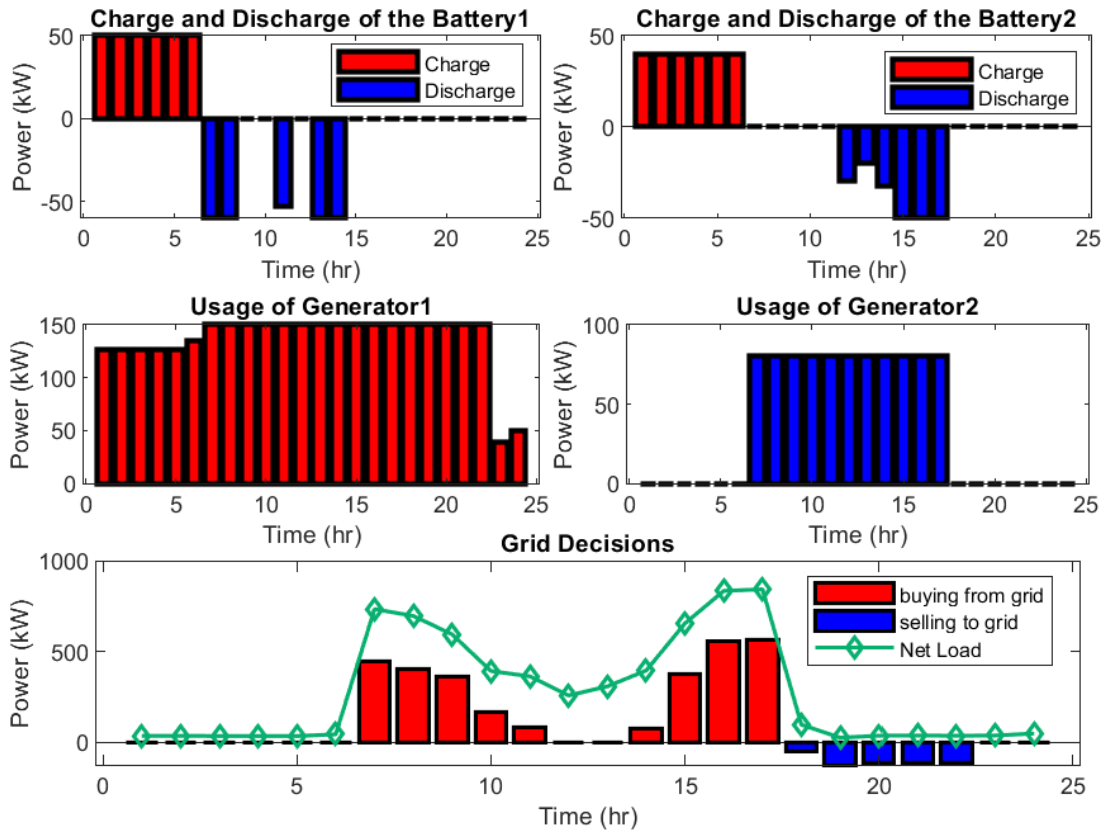 Charge and Discharge of the Battery1
50
0
-50
Power (kW)
Charge
Discharge
0 5 10 15 20 25
Time (hr)
Charge and Discharge of the Battery2
50
0
-50
Power (kW)
Charge
Discharge
0 5 10 15 20 25
Time (hr)
Usage of Generator1
150
100
50
0
Power (kW)
0 5 10 15 20 25
Time (hr)
Usage of Generator2
100
50
0
Power (kW)
0 5 10 15 20 25
Time (hr)
Grid Decisions
1000
500
0
Power (kW)
buying from grid
selling to grid
Net Load
0 5 10 15 20 25
Time (hr)